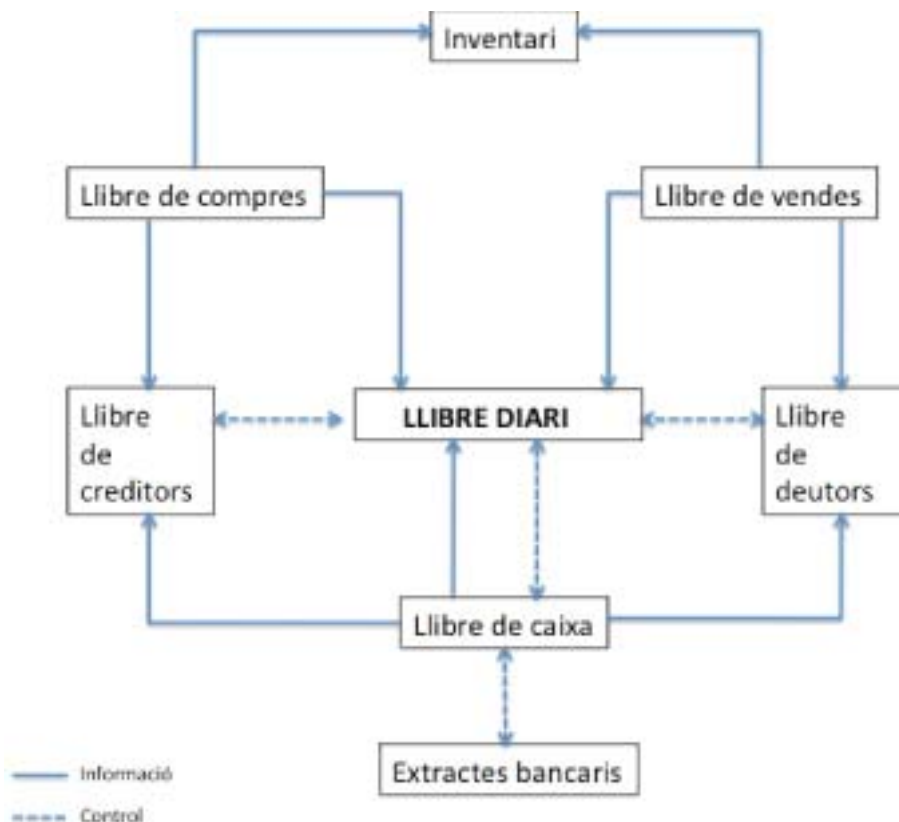 Inventari
Llibre de compres
Llibre de vendes
Llibre
de
creditors
LLIBRE DIARI
Llibre
de
deutors
Llibre de caixa
Extractes bancaris
Informació
Control